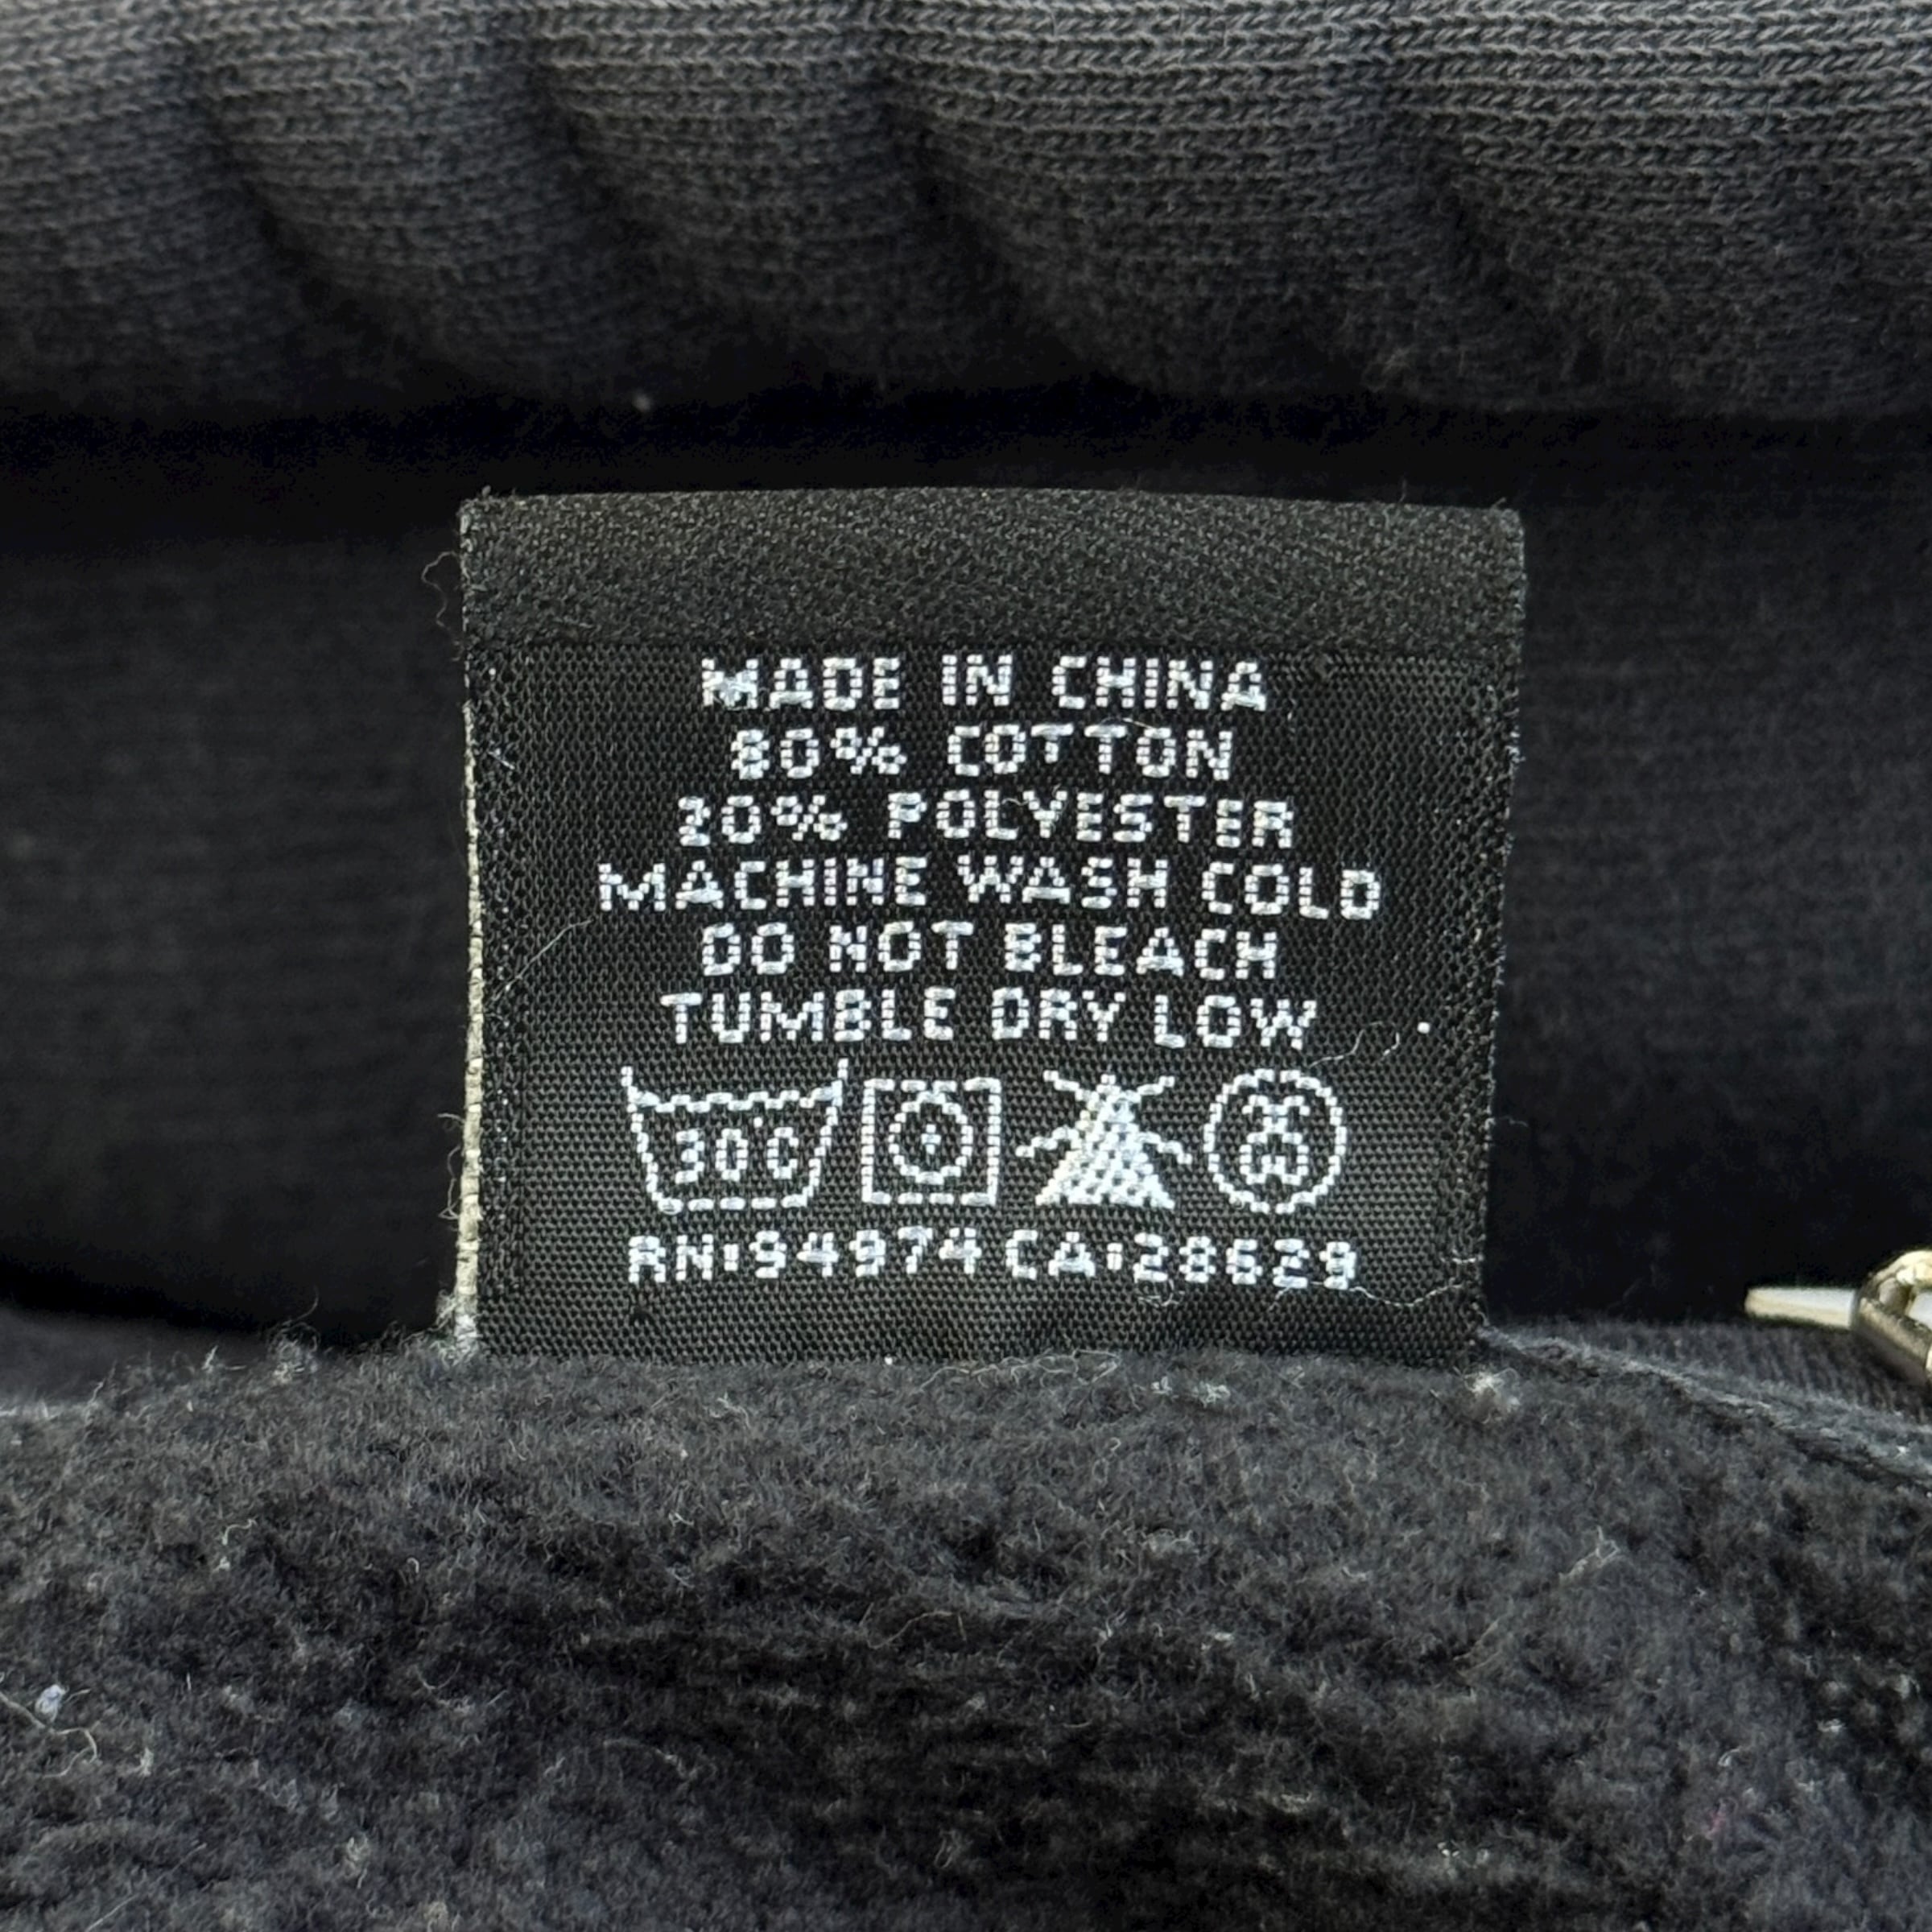 MADE IN CHINA
80% COTTON
20% POLYESTER
MACHINE WASH COLD
DO NOT BLEACH
TUMBLE DRY LOW
30°C
RN:94974 CA:28629